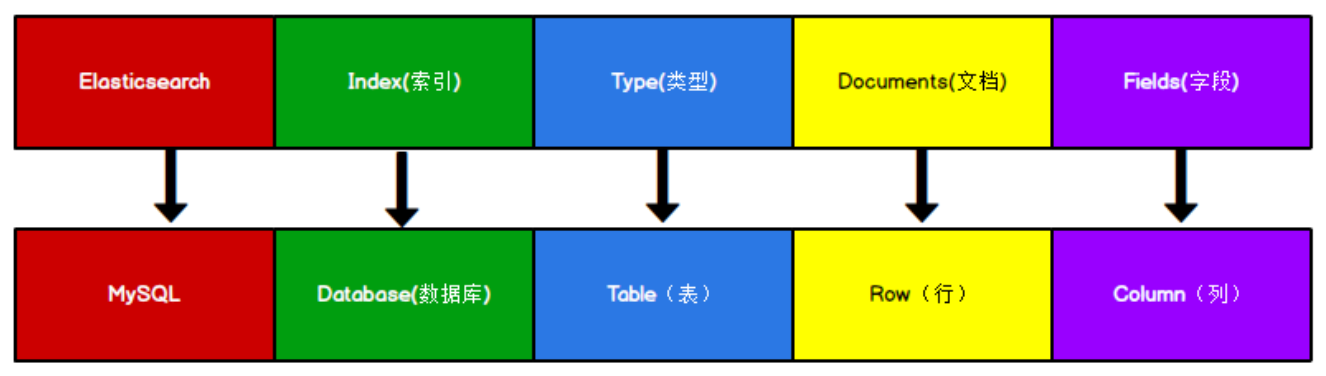 Elasticsearch
Index(索引)
Type(类型)
Documents(文档)
Fields(字段)
MySQL
Database(数据库)
Table（表）
Row（行）
Column（列）